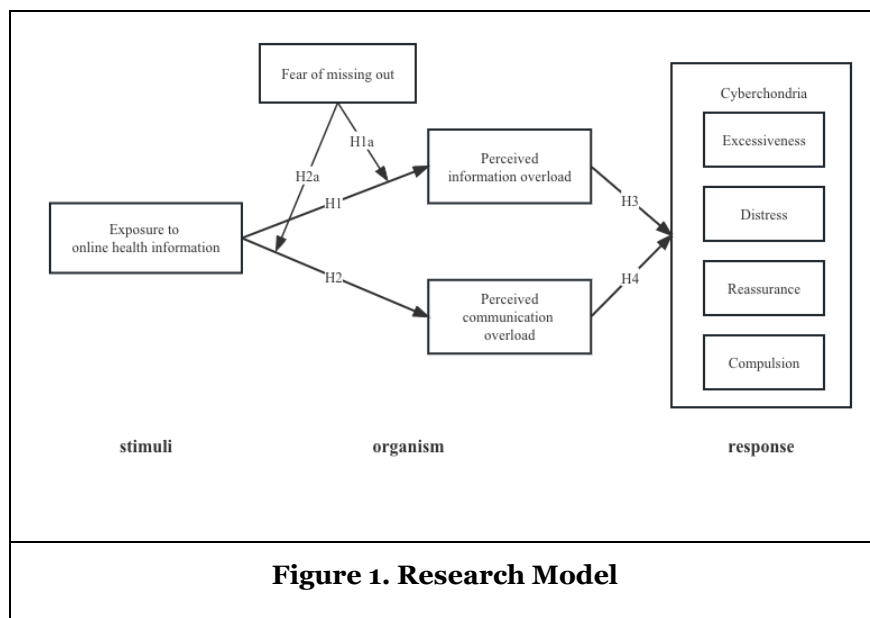 Fear of missing out
H1a
H2a
Perceived
information overload
H1
Exposure to
online health information
H2
Perceived
communication
overload
H3
H4
Cyberchondria
Excessiveness
Distress
Reassurance
Compulsion
stimuli
organism
response
Figure 1. Research Model